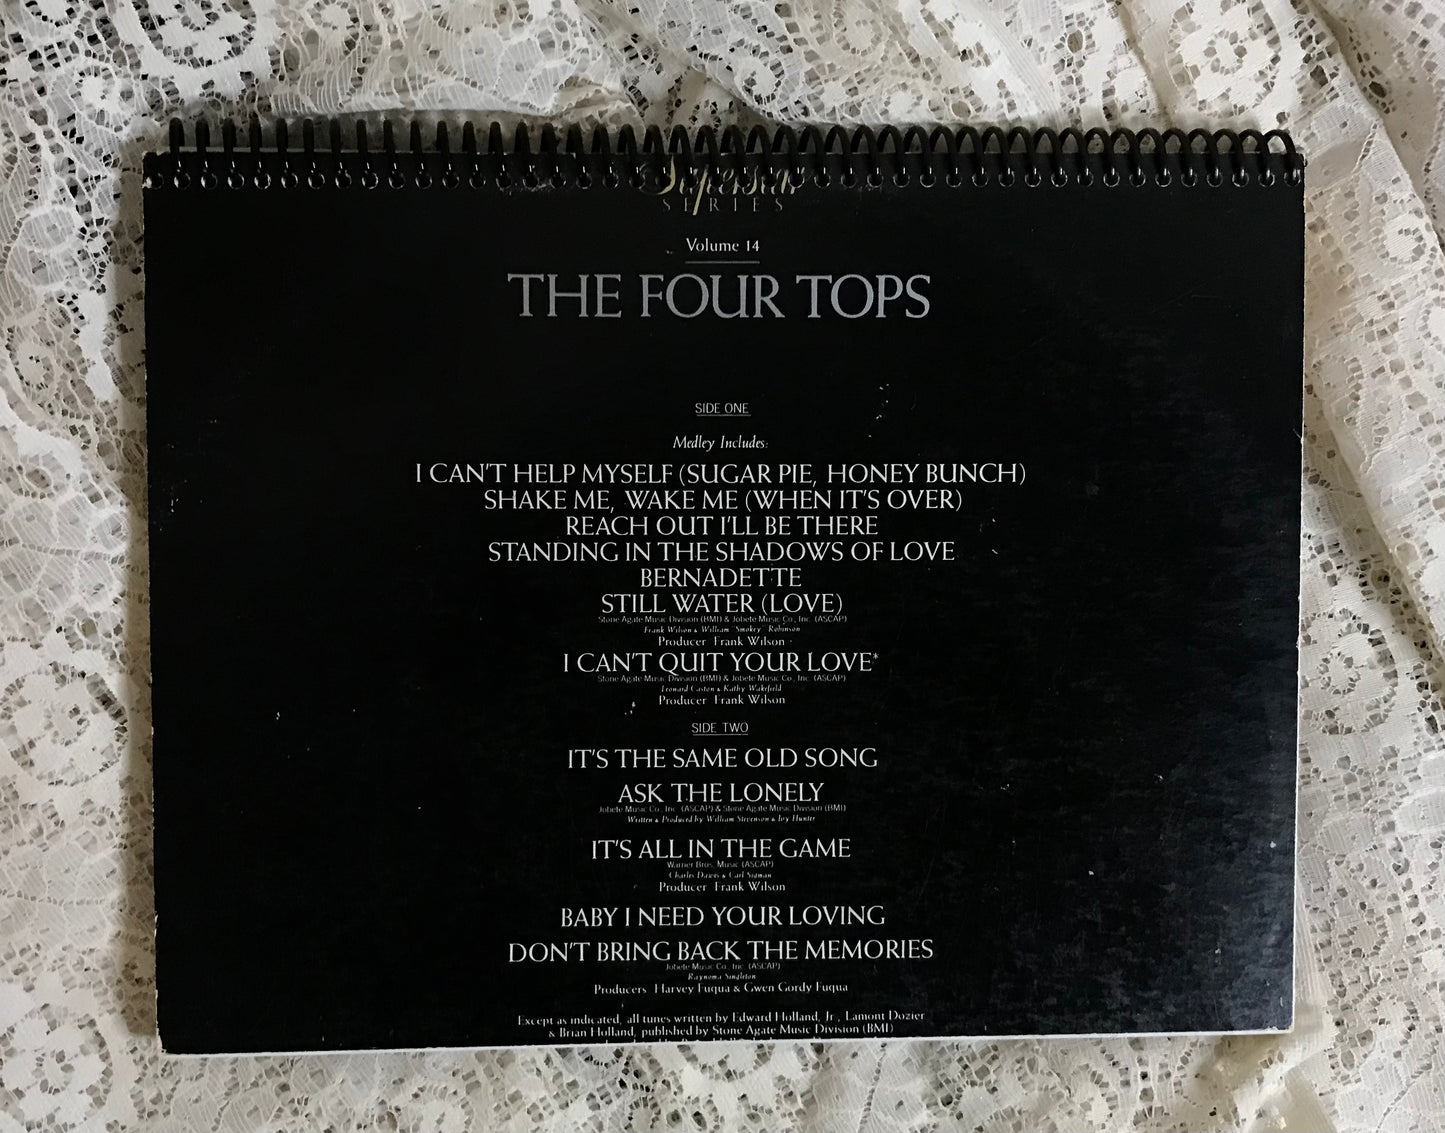 Superstar
SERIES
Volume 14
THE FOUR TOPS
SIDE ONE
Medley Includes:
I CAN'T HELP MYSELF (SUGAR PIE, HONEY BUNCH)
SHAKE ME, WAKE ME (WHEN IT'S OVER)
REACH OUT I'LL BE THERE
STANDING IN THE SHADOWS OF LOVE
BERNADETTE
STILL WATER (LOVE)
Stone Agate Music Division (BMI) & Jobete Music Co., Inc. (ASCAP)
Frank Wilson & William "Smokey" Robinson
Producer Frank Wilson
I CAN'T QUIT YOUR LOVE*
Stone Agate Music Division (BMI) & Jobete Music Co., Inc. (ASCAP)
Leonard Caston & Kathy Wakefield
Producer Frank Wilson
SIDE TWO
IT'S THE SAME OLD SONG
ASK THE LONELY
Jobete Music Co., Inc. (ASCAP) & Stone Agate Music Division (BMI)
Written & Produced by William Stevenson & Ivy Hunter
IT'S ALL IN THE GAME
Warner Bros. Music (ASCAP)
Charles Dawes & Carl Sigman
Producer Frank Wilson
BABY I NEED YOUR LOVING
DON'T BRING BACK THE MEMORIES
Jobete Music Co., Inc. (ASCAP)
Raynoma Singleton
Producers Harvey Fuqua & Gwen Gordy Fuqua
Except as indicated, all tunes written by Edward Holland, Jr., Lamont Dozier
& Brian Holland, published by Stone Agate Music Division (BMI)